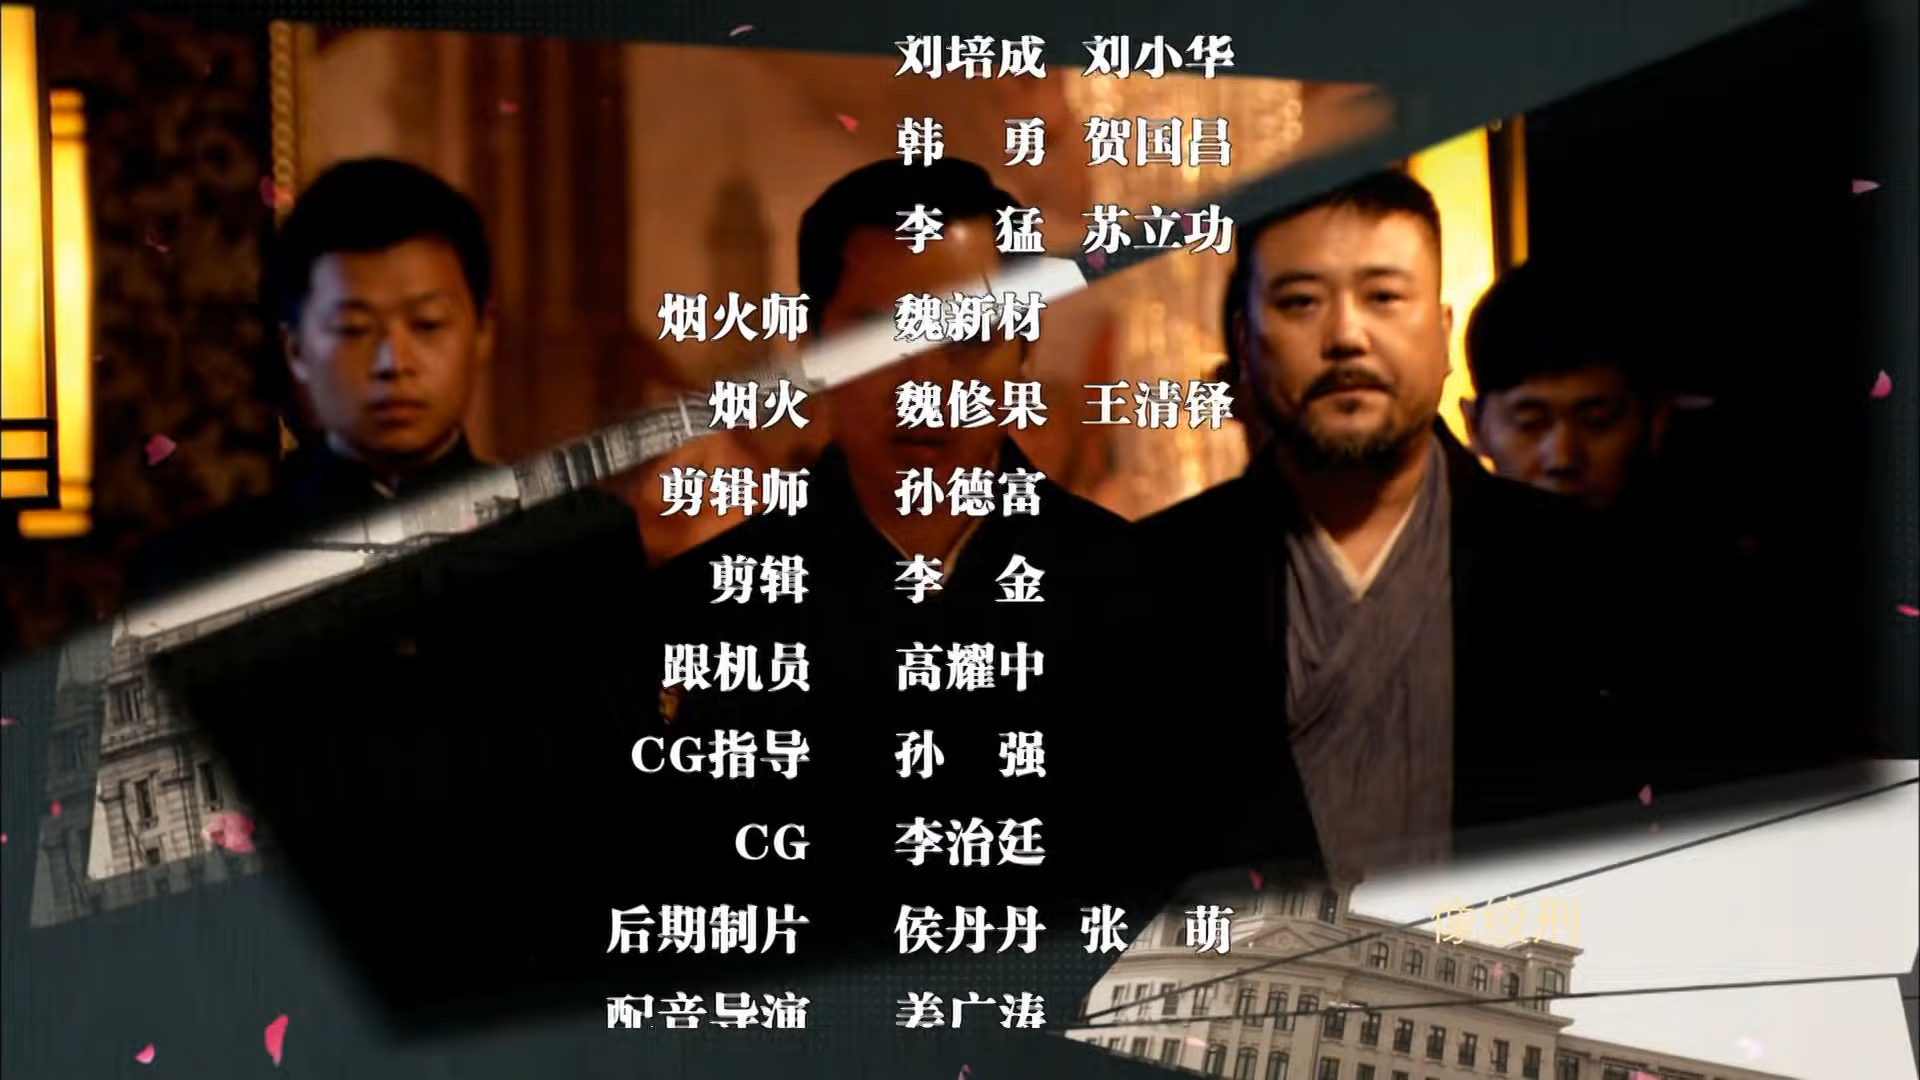 刘培成 刘小华
韩 勇 贺国昌
李 猛 苏立功
烟火师 魏新材
烟火 魏修果 王清铎
剪辑师 孙德富
剪辑 李 金
跟机员 高耀中
CG指导 孙 强
CG 李治廷
后期制片 侯丹丹 张 萌
像绞刑
配音导演 姜广涛